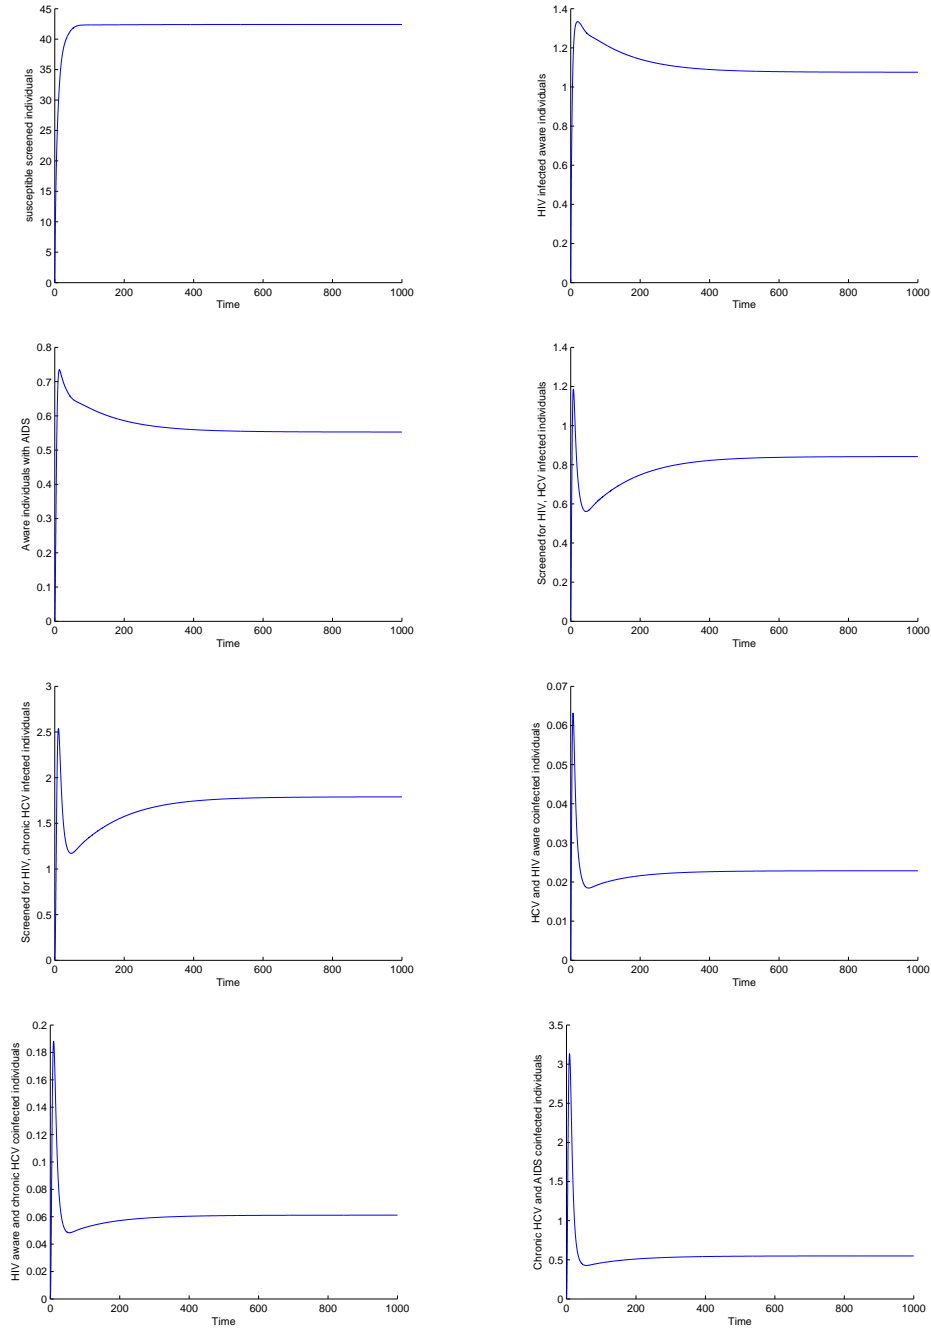 susceptible screened individuals
45
40
35
30
25
20
15
10
5
0
0 200 400 600 800 1000
Time
HIV infected aware individuals
1.4
1.2
1
0.8
0.6
0.4
0.2
0
0 200 400 600 800 1000
Time
Aware individuals with AIDS
0.8
0.7
0.6
0.5
0.4
0.3
0.2
0.1
0
0 200 400 600 800 1000
Time
Screened for HIV, HCV infected individuals
1.4
1.2
1
0.8
0.6
0.4
0.2
0
0 200 400 600 800 1000
Time
Screened for HIV, chronic HCV infected individuals
3
2.5
2
1.5
1
0.5
0
0 200 400 600 800 1000
Time
HCV and HIV aware coinfected individuals
0.07
0.06
0.05
0.04
0.03
0.02
0.01
0
0 200 400 600 800 1000
Time
HIV aware and chronic HCV coinfected individuals
0.2
0.18
0.16
0.14
0.12
0.1
0.08
0.06
0.04
0.02
0
0 200 400 600 800 1000
Time
Chronic HCV and AIDS coinfected individuals
3.5
3
2.5
2
1.5
1
0.5
0
0 200 400 600 800 1000
Time